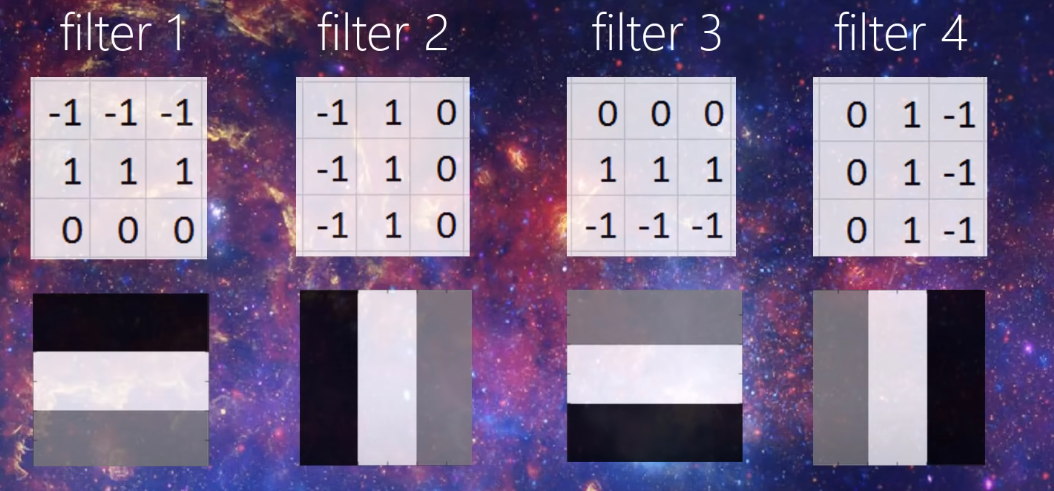 filter 1 filter 2 filter 3 filter 4
-1 -1 -1 -1 1 0 0 0 0 0 1 -1
1 1 1 -1 1 0 1 1 1 0 1 -1
0 0 0 -1 1 0 -1 -1 -1 0 1 -1